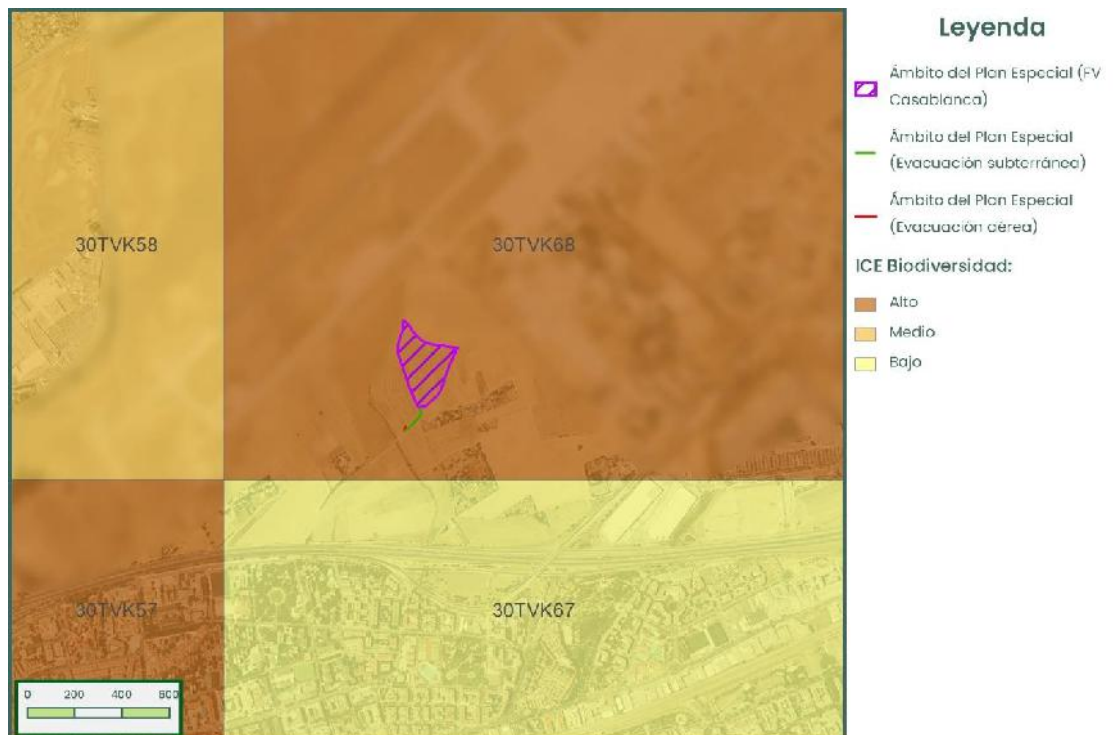 Leyenda
Ámbito del Plan Especial (FV
Casablanca)
Ámbito del Plan Especial
(Evacuación subterránea)
Ámbito del Plan Especial
(Evacuación aérea)
ICE Biodiversidad:
Alto
Medio
Bajo
30TVK58
30TVK68
30TVK57
30TVK67
0 200 400 600